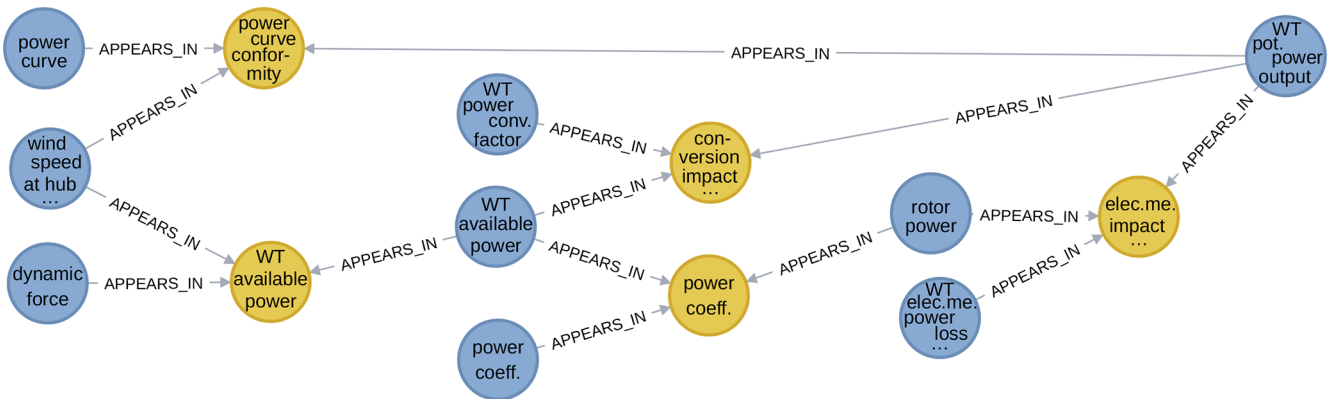 power
curve
APPEARS_IN
power
curve
confor-
mity
APPEARS_IN
WT
pot.
power
output
APPEARS_IN
wind
speed
at hub
...
APPEARS_IN
WT
power
conv.
factor
APPEARS_IN
con-
version
impact
...
APPEARS_IN
APPEARS_IN
APPEARS_IN
dynamic
force
APPEARS_IN
WT
available
power
APPEARS_IN
WT
available
power
APPEARS_IN
APPEARS_IN
rotor
power
APPEARS_IN
elec.me.
impact
...
APPEARS_IN
power
coeff.
APPEARS_IN
power
coeff.
APPEARS_IN
WT
elec.me.
power
loss
...
APPEARS_IN